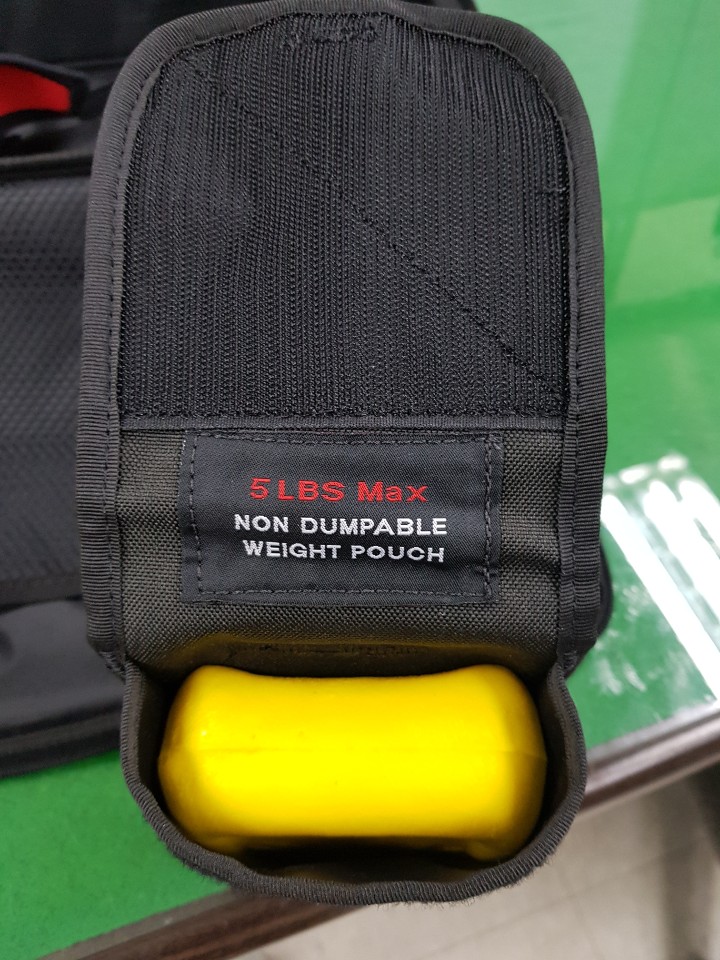 5 LBS Max
NON DUMPABLE
WEIGHT POUCH